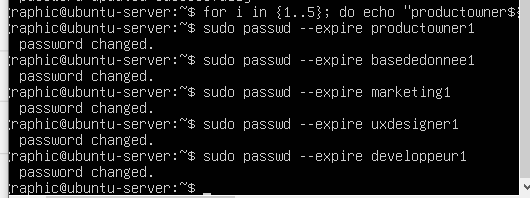 raphic@ubuntu-server:~$ for i in {1..5}; do echo "productowner$
raphic@ubuntu-server:~$ sudo passwd --expire productowner1
password changed.
raphic@ubuntu-server:~$ sudo passwd --expire basededonnee1
password changed.
raphic@ubuntu-server:~$ sudo passwd --expire marketing1
password changed.
raphic@ubuntu-server:~$ sudo passwd --expire uxdesigner1
password changed.
raphic@ubuntu-server:~$ sudo passwd --expire developpeur1
password changed.
raphic@ubuntu-server:~$ _